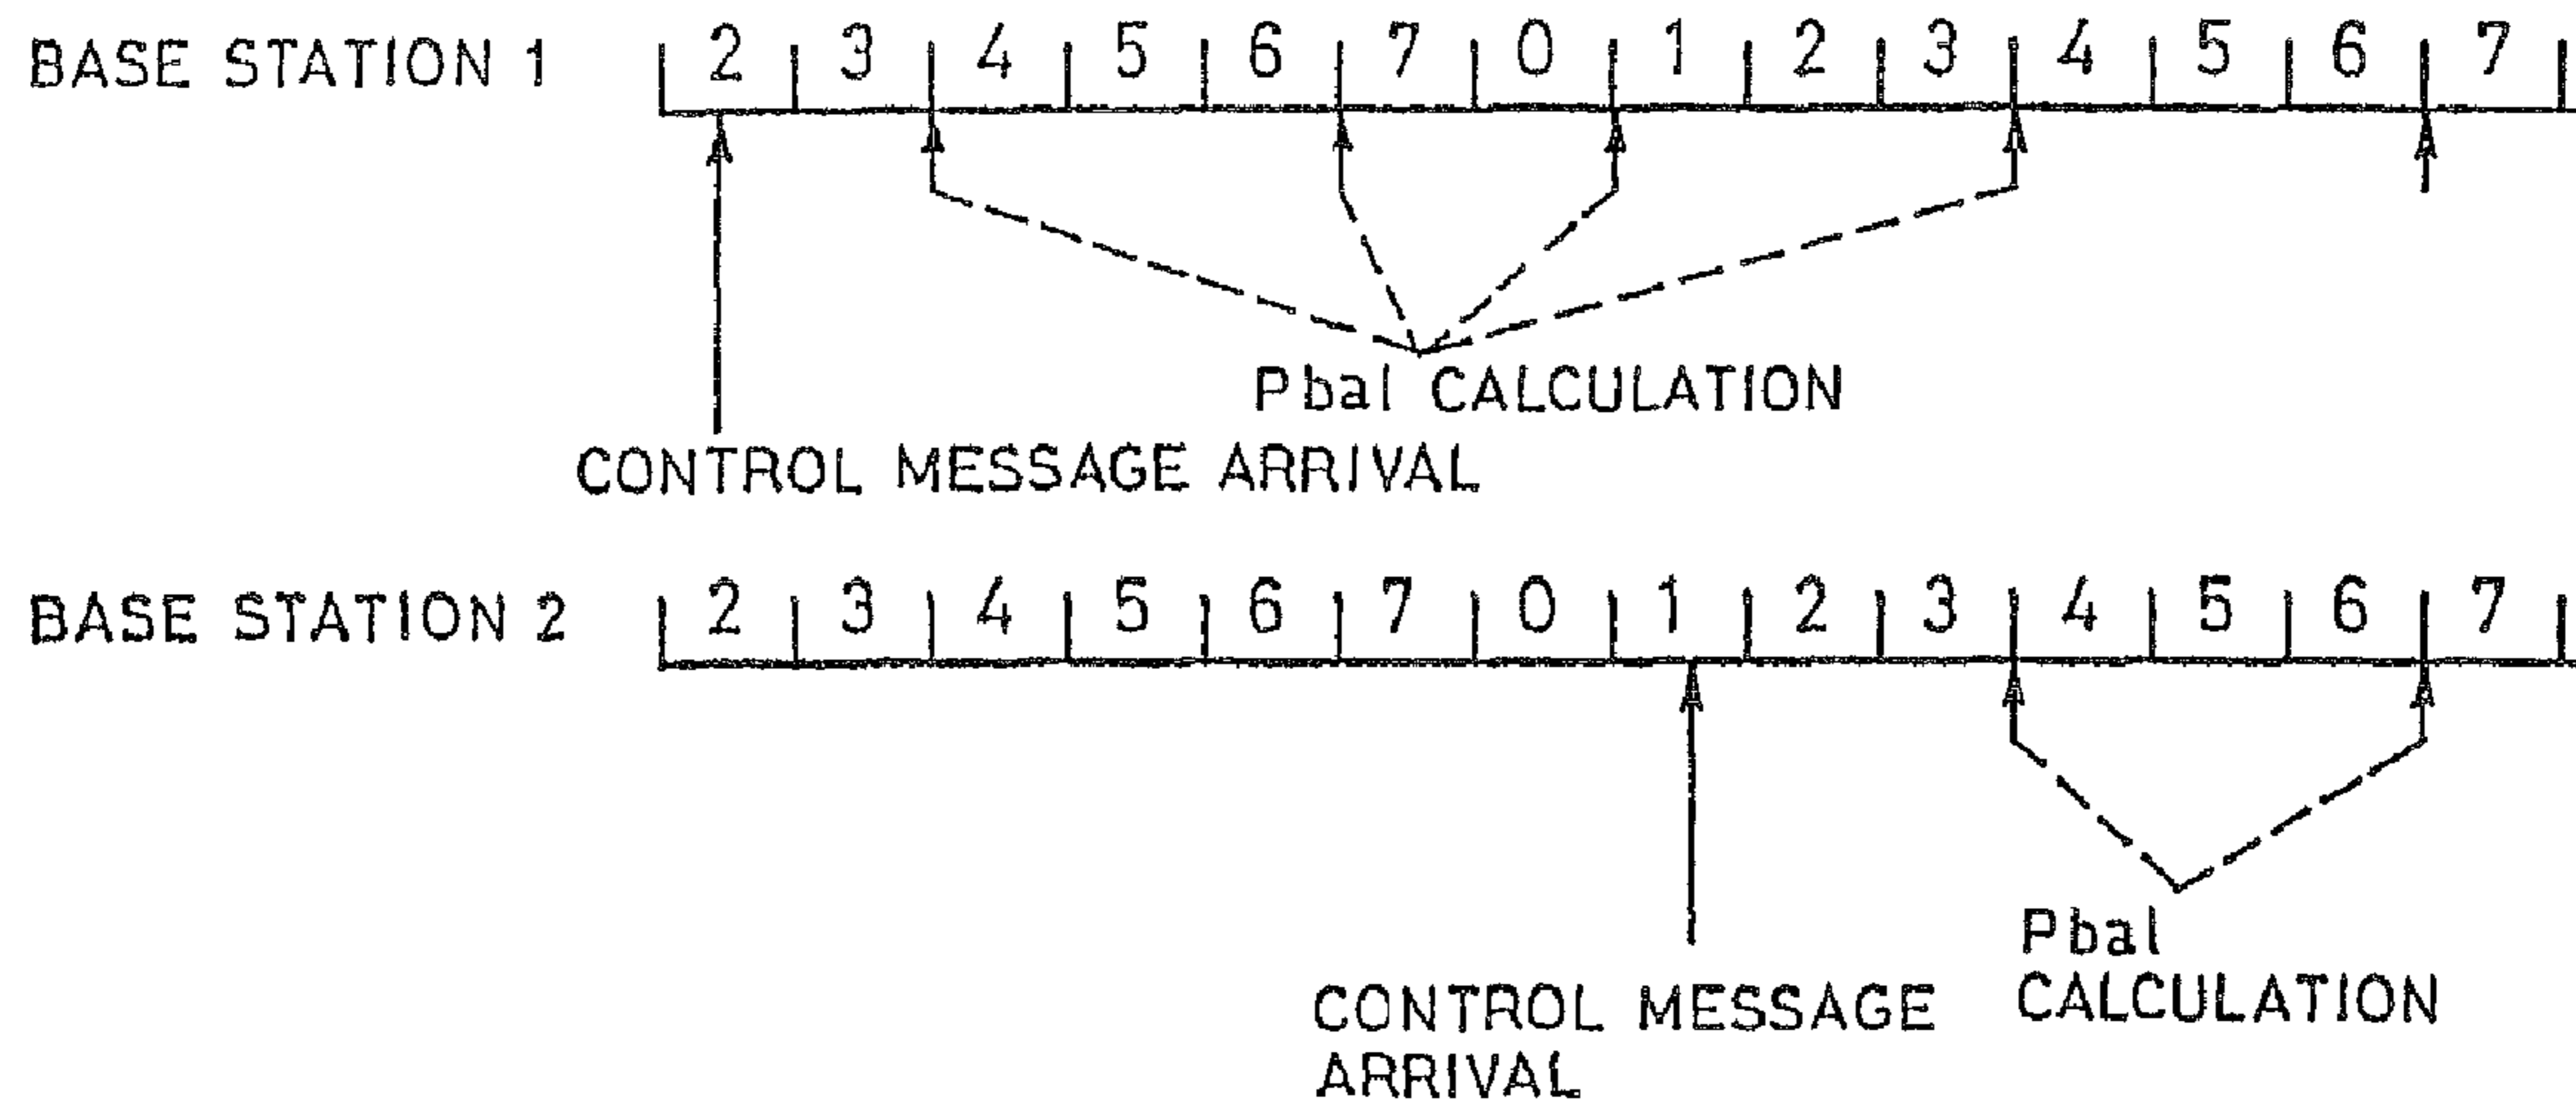 BASE STATION 1 2 3 4 5 6 7 0 1 2 3 4 5 6 7
Pbal CALCULATION
CONTROL MESSAGE ARRIVAL
BASE STATION 2 2 3 4 5 6 7 0 1 2 3 4 5 6 7
Pbal
CALCULATION
CONTROL MESSAGE
ARRIVAL